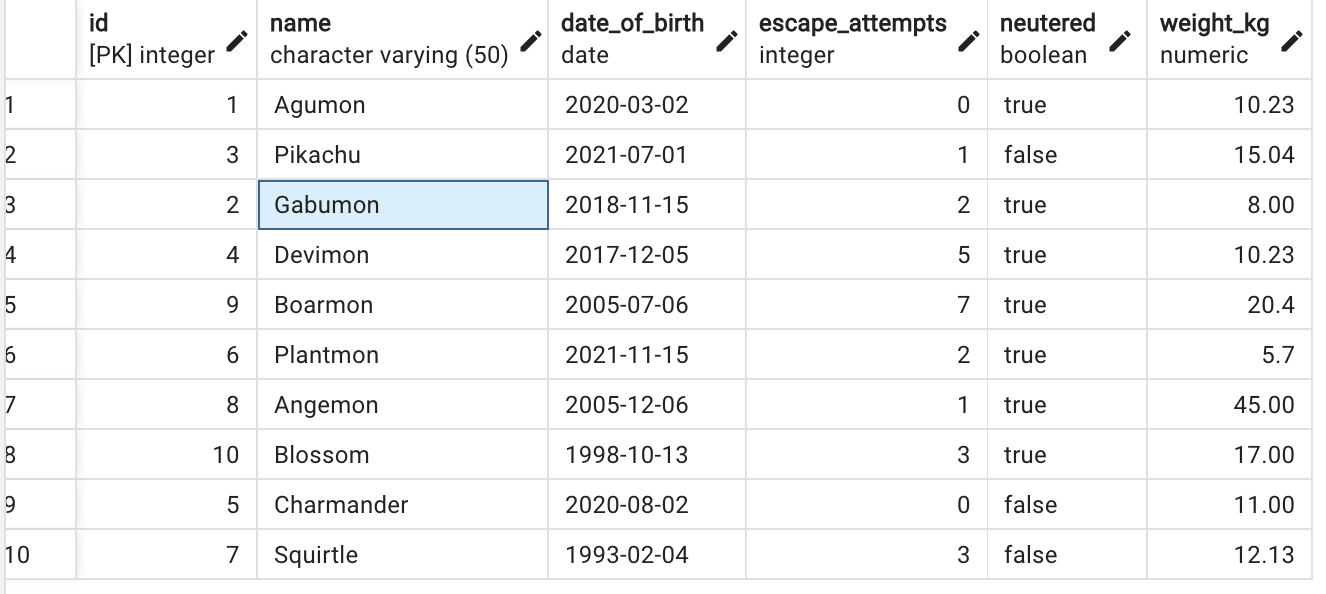 id name date_of_birth escape_attempts neutered weight_kg
[PK] integer character varying (50) date integer boolean numeric
1 1 Agumon 2020-03-02 0 true 10.23
2 3 Pikachu 2021-07-01 1 false 15.04
3 2 Gabumon 2018-11-15 2 true 8.00
4 4 Devimon 2017-12-05 5 true 10.23
5 9 Boarmon 2005-07-06 7 true 20.4
6 6 Plantmon 2021-11-15 2 true 5.7
7 8 Angemon 2005-12-06 1 true 45.00
8 10 Blossom 1998-10-13 3 true 17.00
9 5 Charmander 2020-08-02 0 false 11.00
10 7 Squirtle 1993-02-04 3 false 12.13